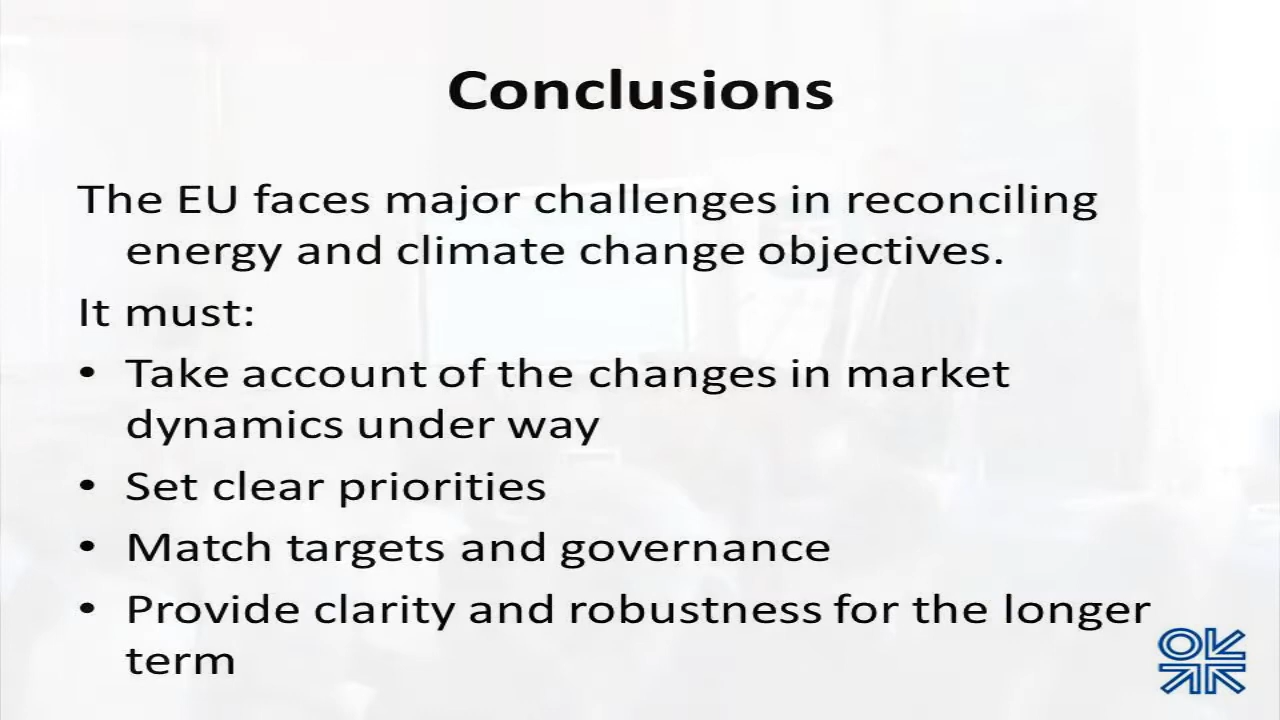 Conclusions
The EU faces major challenges in reconciling
energy and climate change objectives.
It must:
• Take account of the changes in market
dynamics under way
• Set clear priorities
• Match targets and governance
• Provide clarity and robustness for the longer
term